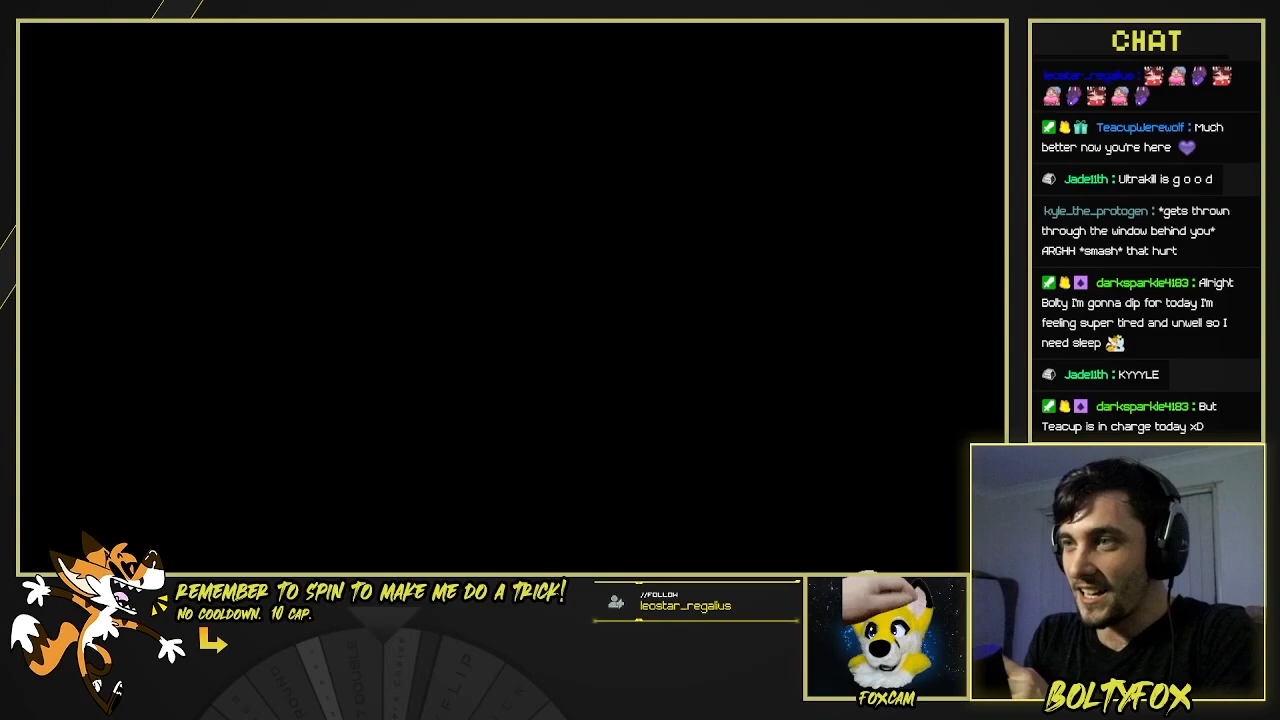 CHAT
leostar_regalius :
TeacupWerewolf : Much
better now you're here
Jade11th : Ultrakill is g o o d
kyle_the_protogen : *gets thrown
through the window behind you*
ARGHH *smash* that hurt
darksparkle4183 : Alright
Bolty I'm gonna dip for today I'm
feeling super tired and unwell so I
need sleep
Jade11th : KYYYLE
darksparkle4183 : But
Teacup is in charge today xD
REMEMBER TO SPIN TO MAKE ME DO A TRICK!
NO COOLDOWN. 10 CAP.
//FOLLOW
leostar_regalius
FOXCAM
BOLTYFOX